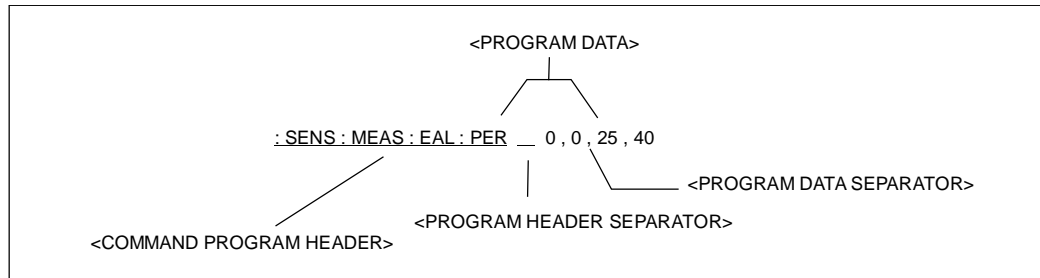 <PROGRAM DATA>
: SENS : MEAS : EAL : PER _ 0 , 0 , 25 , 40
<PROGRAM DATA SEPARATOR>
<PROGRAM HEADER SEPARATOR>
<COMMAND PROGRAM HEADER>